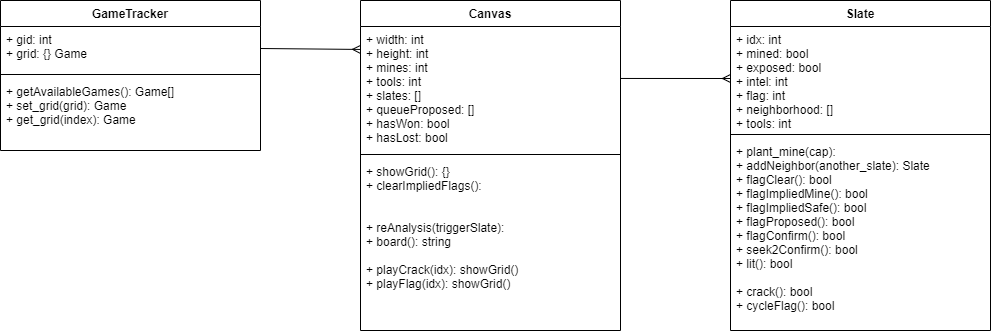 GameTracker
+ gid: int
+ grid: {} Game
+ getAvailableGames(): Game[]
+ set_grid(grid): Game
+ get_grid(index): Game
Canvas
+ width: int
+ height: int
+ mines: int
+ tools: int
+ slates: []
+ queueProposed: []
+ hasWon: bool
+ hasLost: bool
+ showGrid(): {}
+ clearImpliedFlags():
+ reAnalysis(triggerSlate):
+ board(): string
+ playCrack(idx): showGrid()
+ playFlag(idx): showGrid()
Slate
+ idx: int
+ mined: bool
+ exposed: bool
+ intel: int
+ flag: int
+ neighborhood: []
+ tools: int
+ plant_mine(cap):
+ addNeighbor(another_slate): Slate
+ flagClear(): bool
+ flagImpliedMine(): bool
+ flagImpliedSafe(): bool
+ flagProposed(): bool
+ flagConfirm(): bool
+ seek2Confirm(): bool
+ lit(): bool
+ crack(): bool
+ cycleFlag(): bool